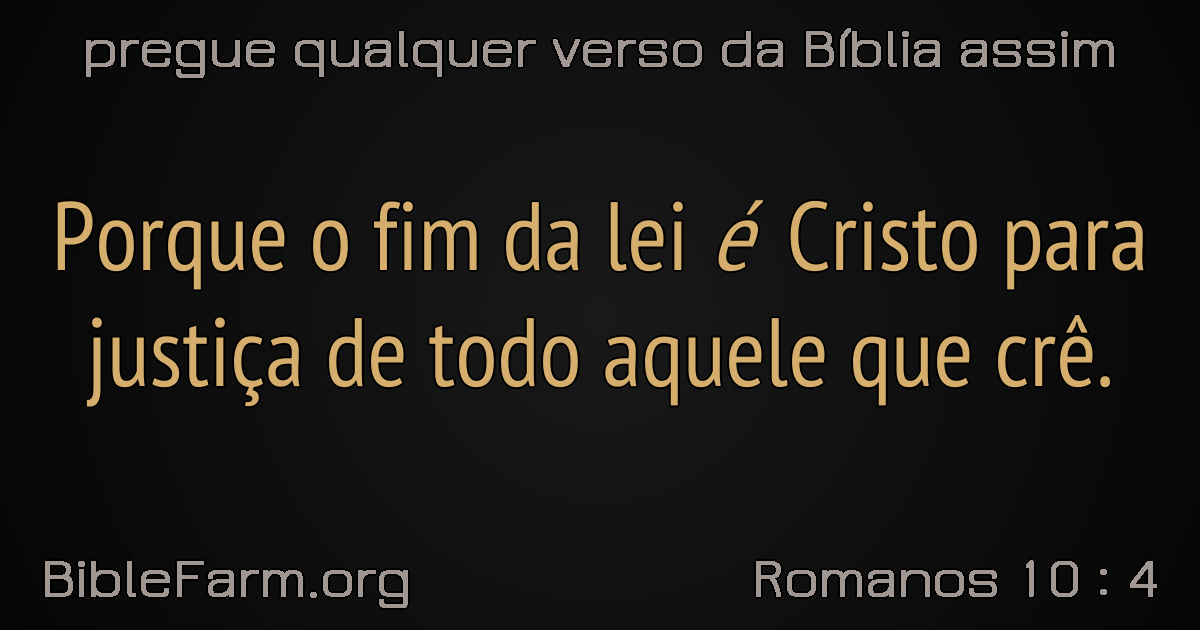 pregue qualquer verso da Bíblia assim
Porque o fim da lei é Cristo para
justiça de todo aquele que crê.
BibleFarm.org
Romanos 10 : 4